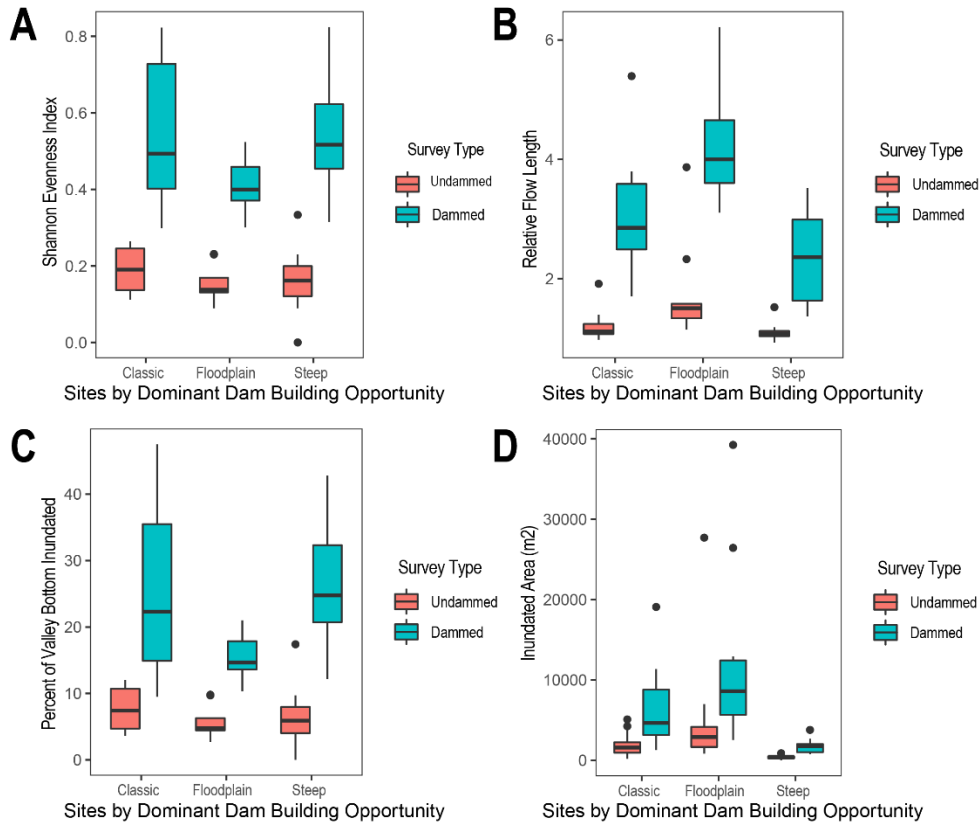 A
0.8
0.6
0.4
0.2
0.0
Shannon Evenness Index
Classic Floodplain Steep
Sites by Dominant Dam Building Opportunity
Survey Type
Undammed
Dammed
B
6
4
2
Relative Flow Length
Classic Floodplain Steep
Sites by Dominant Dam Building Opportunity
Survey Type
Undammed
Dammed
C
40
30
20
10
0
Percent of Valley Bottom Inundated
Classic Floodplain Steep
Sites by Dominant Dam Building Opportunity
Survey Type
Undammed
Dammed
D
40000
30000
20000
10000
0
Inundated Area (m2)
Classic Floodplain Steep
Sites by Dominant Dam Building Opportunity
Survey Type
Undammed
Dammed